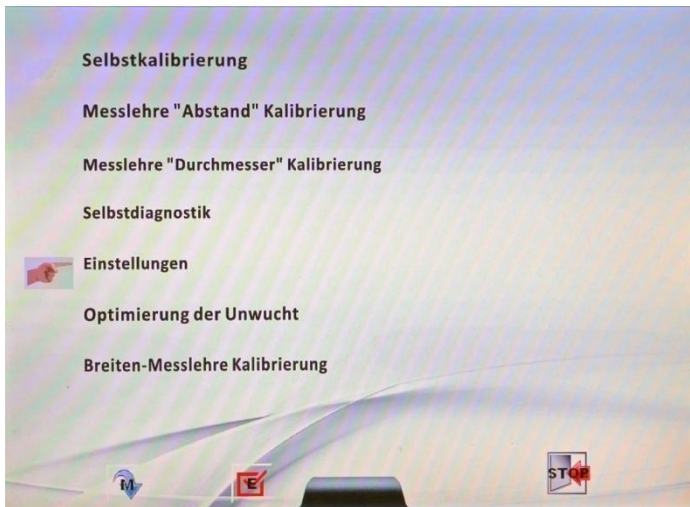 Selbstkalibrierung
Messlehre "Abstand" Kalibrierung
Messlehre "Durchmesser" Kalibrierung
Selbstdiagnostik
Einstellungen
Optimierung der Unwucht
Breiten-Messlehre Kalibrierung
M E STOP